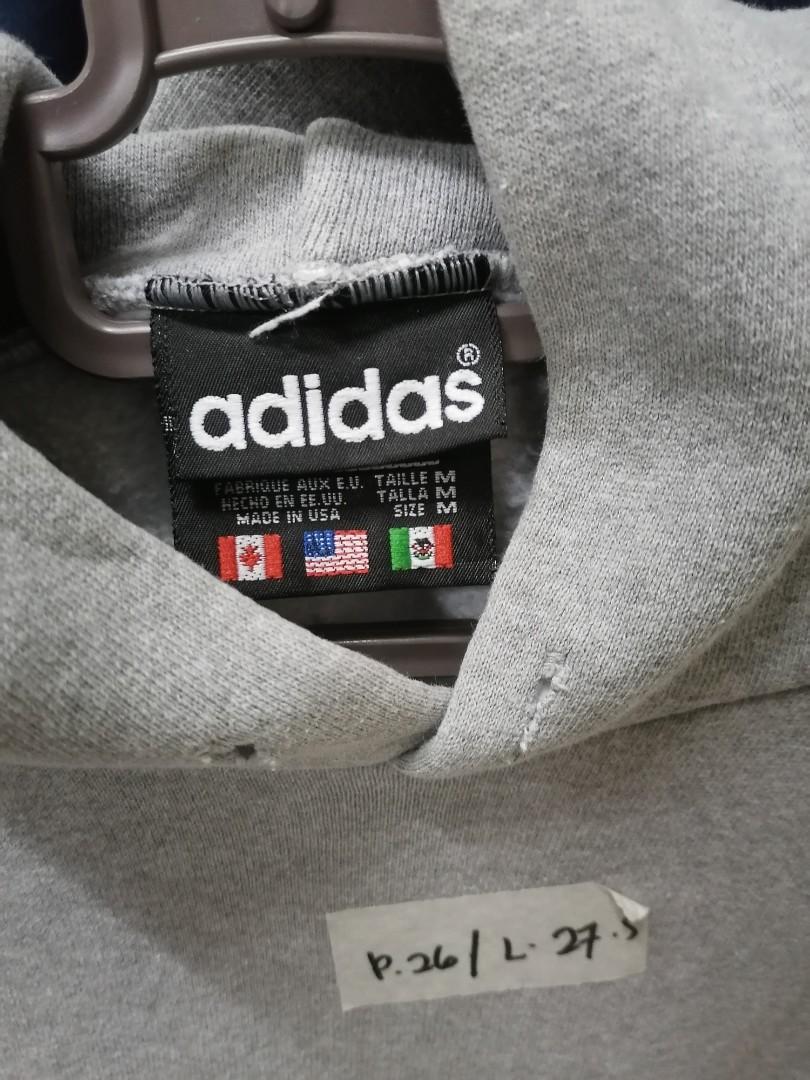 adidas®
FABRIQUE AUX E.U. TAILLE M
HECHO EN EE.UU. TALLA M
MADE IN USA SIZE M
P.26/ L. 27.5